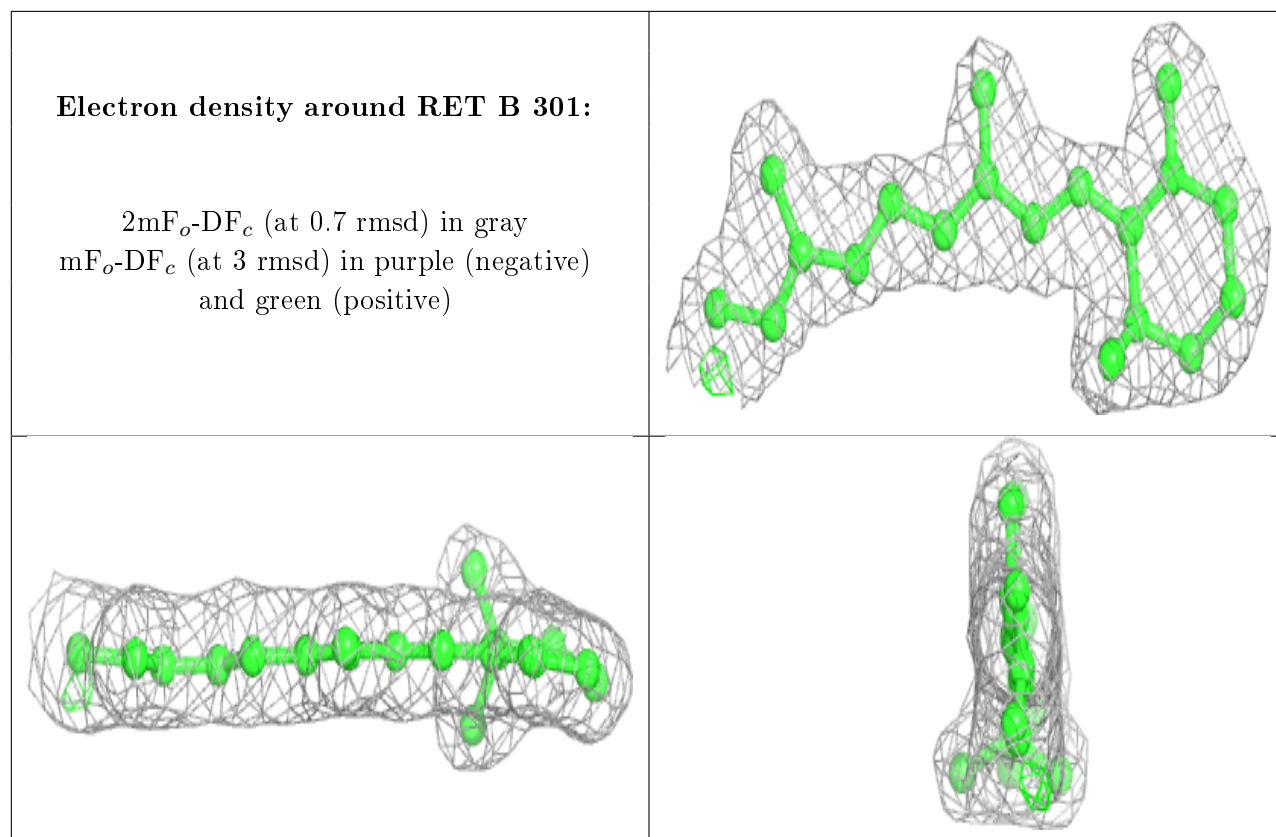 Electron density around RET B 301:
2mFo-DFc (at 0.7 rmsd) in gray
mFo-DFc (at 3 rmsd) in purple (negative)
and green (positive)